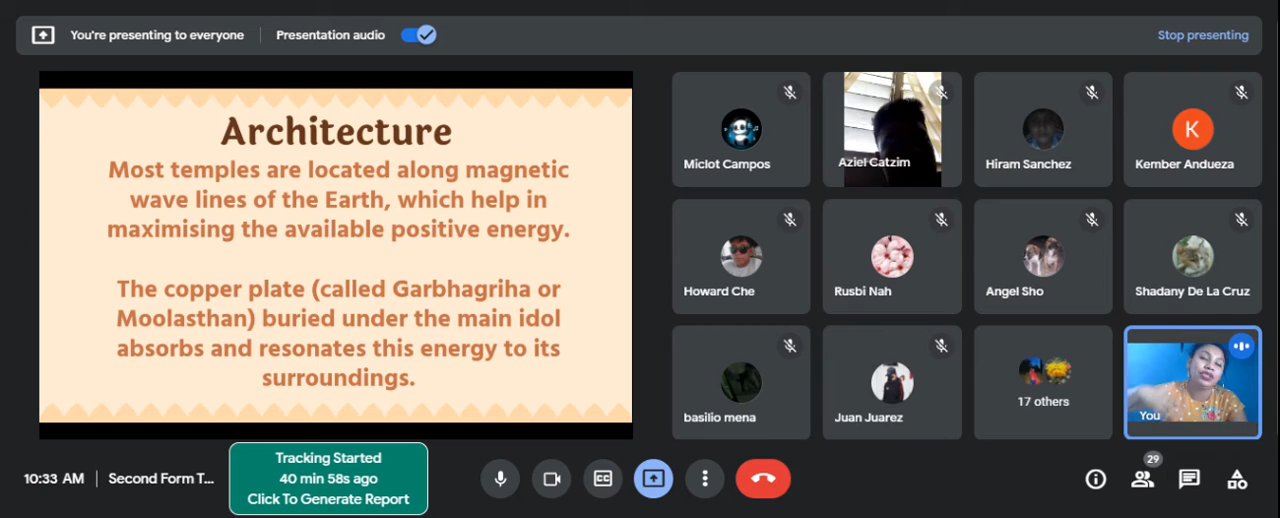 You're presenting to everyone
Presentation audio
Stop presenting
Architecture
Most temples are located along magnetic
wave lines of the Earth, which help in
maximising the available positive energy.
The copper plate (called Garbhagriha or
Moolasthan) buried under the main idol
absorbs and resonates this energy to its
surroundings.
Miclot Campos
Aziel Catzim
Hiram Sanchez
K
Kember Andueza
Howard Che
Rusbi Nah
Angel Sho
Shadany De La Cruz
basilio mena
Juan Juarez
17 others
You
10:33 AM
Second Form T...
Tracking Started
40 min 58s ago
Click To Generate Report
CC
29